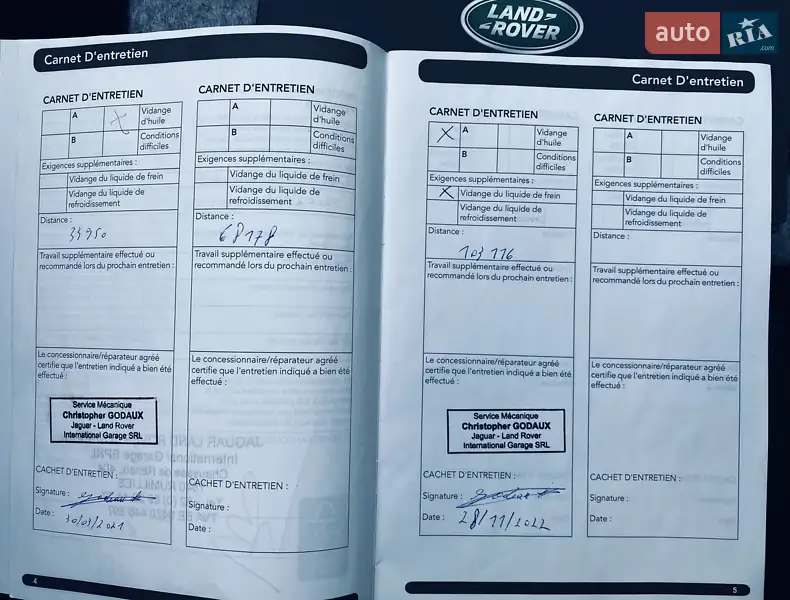 LAND-
ROVER
auto
RIA
.com
Carnet D'entretien
CARNET D'ENTRETIEN
A
X
Vidange
d'huile
B
Conditions
difficiles
Exigences supplémentaires :
Vidange du liquide de frein
Vidange du liquide de
refroidissement
Distance :
33950
Travail supplémentaire effectué ou
recommandé lors du prochain entretien :
Le concessionnaire/réparateur agréé
certifie que l'entretien indiqué a bien été
effectué :
Service Mécanique
Christopher GODAUX
Jaguar - Land Rover
International Garage SRL
CACHET D'ENTRETIEN :
Signature :
Date :
30/03/2021
4
CARNET D'ENTRETIEN
A
Vidange
d'huile
B
Conditions
difficiles
Exigences supplémentaires :
Vidange du liquide de frein
Vidange du liquide de
refroidissement
Distance :
68178
Travail supplémentaire effectué ou
recommandé lors du prochain entretien :
Le concessionnaire/réparateur agréé
certifie que l'entretien indiqué a bien été
effectué :
CACHET D'ENTRETIEN :
Signature :
Date :
Carnet D'entretien
CARNET D'ENTRETIEN
X
A
Vidange
d'huile
B
Conditions
difficiles
Exigences supplémentaires :
X
Vidange du liquide de frein
Vidange du liquide de
refroidissement
Distance :
103 116
Travail supplémentaire effectué ou
recommandé lors du prochain entretien :
Le concessionnaire/réparateur agréé
certifie que l'entretien indiqué a bien été
effectué :
Service Mécanique
Christopher GODAUX
Jaguar - Land Rover
International Garage SRL
CACHET D'ENTRETIEN :
Signature :
Date :
28/11/2022
CARNET D'ENTRETIEN
A
Vidange
d'huile
B
Conditions
difficiles
Exigences supplémentaires :
Vidange du liquide de frein
Vidange du liquide de
refroidissement
Distance :
Travail supplémentaire effectué ou
recommandé lors du prochain entretien :
Le concessionnaire/réparateur agréé
certifie que l'entretien indiqué a bien été
effectué :
CACHET D'ENTRETIEN :
Signature :
Date :
5